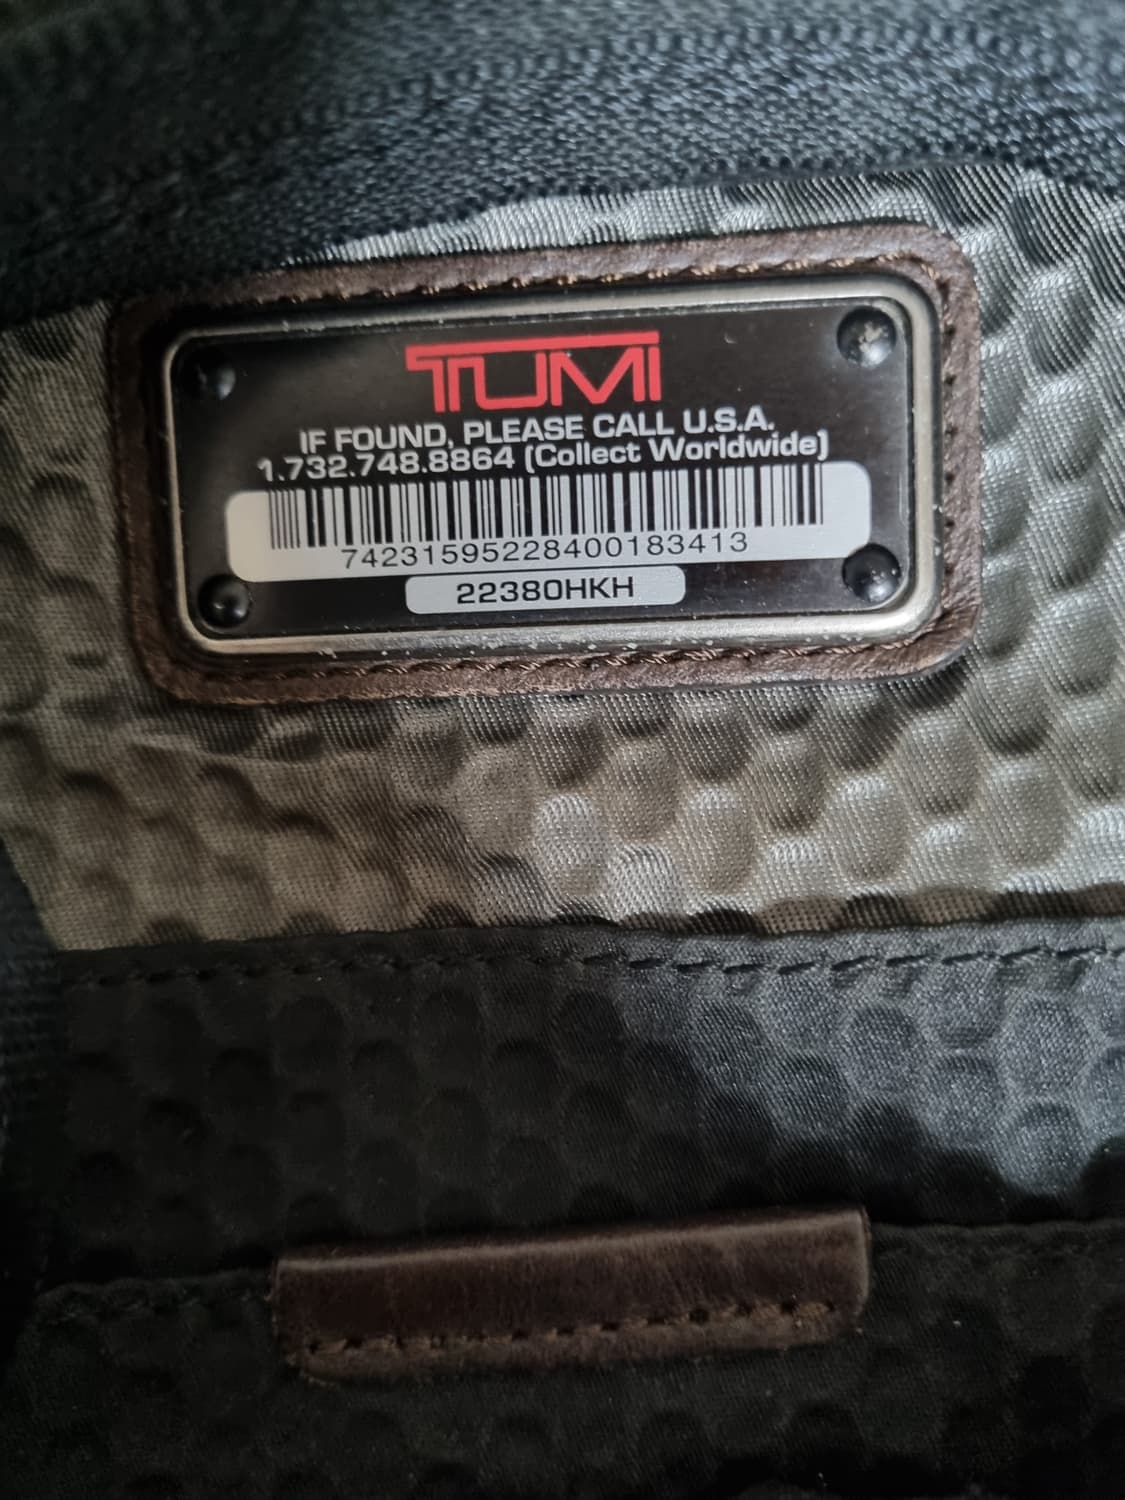 TUMI
IF FOUND, PLEASE CALL U.S.A.
1.732.748.8864 (Collect Worldwide)
74231595228400183413
22380HKH